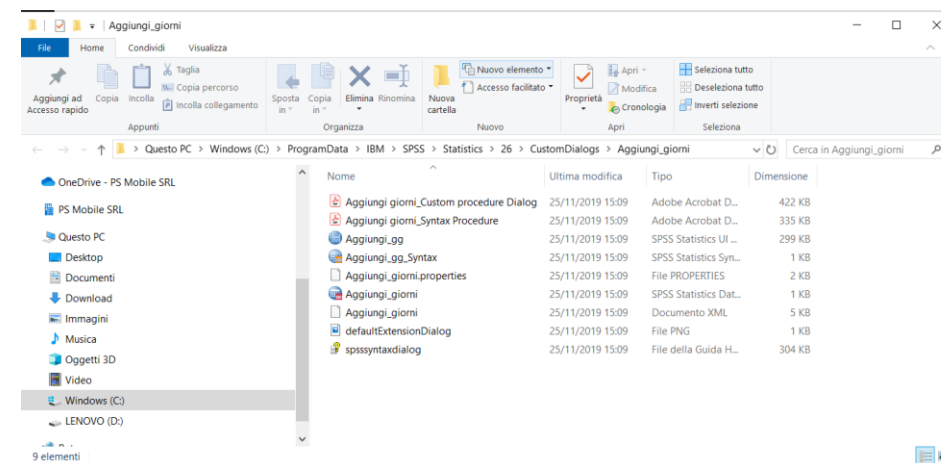 Aggiungi_giorni
File Home Condividi Visualizza
Aggiungi ad Accesso rapido
Copia
Incolla
Taglia
Copia percorso
Incolla collegamento
Appunti
Sposta in
Copia in
Elimina
Rinomina
Organizza
Nuova cartella
Nuovo elemento
Accesso facilitato
Nuovo
Proprietà
Apri
Modifica
Cronologia
Apri
Seleziona tutto
Deseleziona tutto
Inverti selezione
Seleziona
> Questo PC > Windows (C:) > ProgramData > IBM > SPSS > Statistics > 26 > CustomDialogs > Aggiungi_giorni
Cerca in Aggiungi_giorni
OneDrive - PS Mobile SRL
PS Mobile SRL
Questo PC
Desktop
Documenti
Download
Immagini
Musica
Oggetti 3D
Video
Windows (C:)
LENOVO (D:)
Nome Ultima modifica Tipo Dimensione
Aggiungi giorni_Custom procedure Dialog 25/11/2019 15:09 Adobe Acrobat D... 422 KB
Aggiungi giorni_Syntax Procedure 25/11/2019 15:09 Adobe Acrobat D... 335 KB
Aggiungi_gg 25/11/2019 15:09 SPSS Statistics UI ... 299 KB
Aggiungi_gg_Syntax 25/11/2019 15:09 SPSS Statistics Syn... 1 KB
Aggiungi_giorni.properties 25/11/2019 15:09 File PROPERTIES 2 KB
Aggiungi_giorni 25/11/2019 15:09 SPSS Statistics Dat... 1 KB
Aggiungi_giorni 25/11/2019 15:09 Documento XML 5 KB
defaultExtensionDialog 25/11/2019 15:09 File PNG 1 KB
spsssyntaxdialog 25/11/2019 15:09 File della Guida H... 304 KB
9 elementi